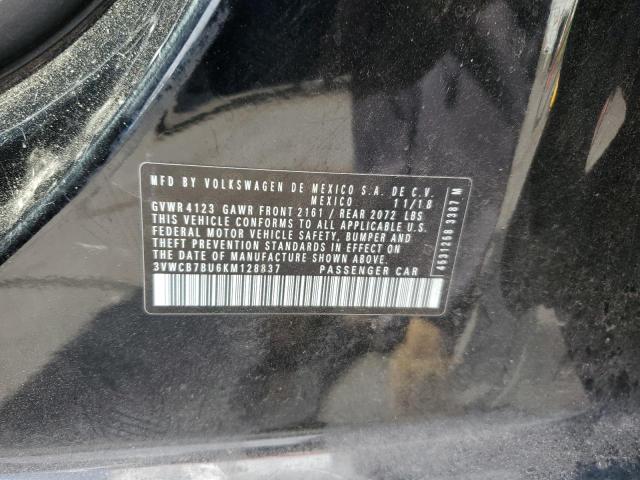 MFD BY VOLKSWAGEN DE MEXICO S.A. DE C.V.
MEXICO 11/18
GVWR 4123 GAWR FRONT 2161 / REAR 2072 LBS
THIS VEHICLE CONFORMS TO ALL APPLICABLE U.S.
FEDERAL MOTOR VEHICLE SAFETY, BUMPER AND
THEFT PREVENTION STANDARDS IN EFFECT ON
THE DATE OF MANUFACTURE SHOWN ABOVE.
3VWCB7BU6KM128837 PASSENGER CAR
4531258 3387 M